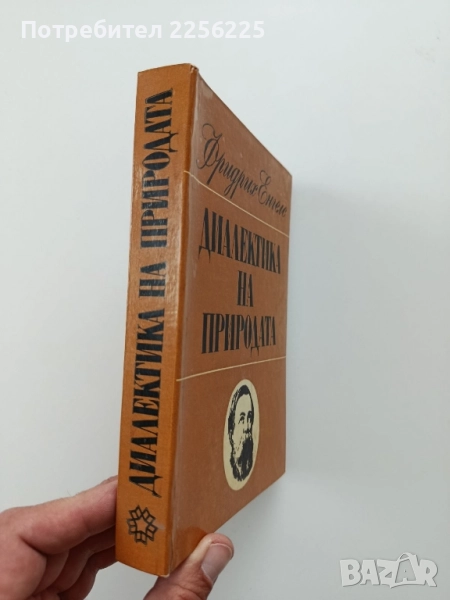 Потребител 2256225
Фридрих Енгелс
ДИАЛЕКТИКА
НА
ПРИРОДАТА
ДИАЛЕКТИКА НА ПРИРОДАТА
BAZAR